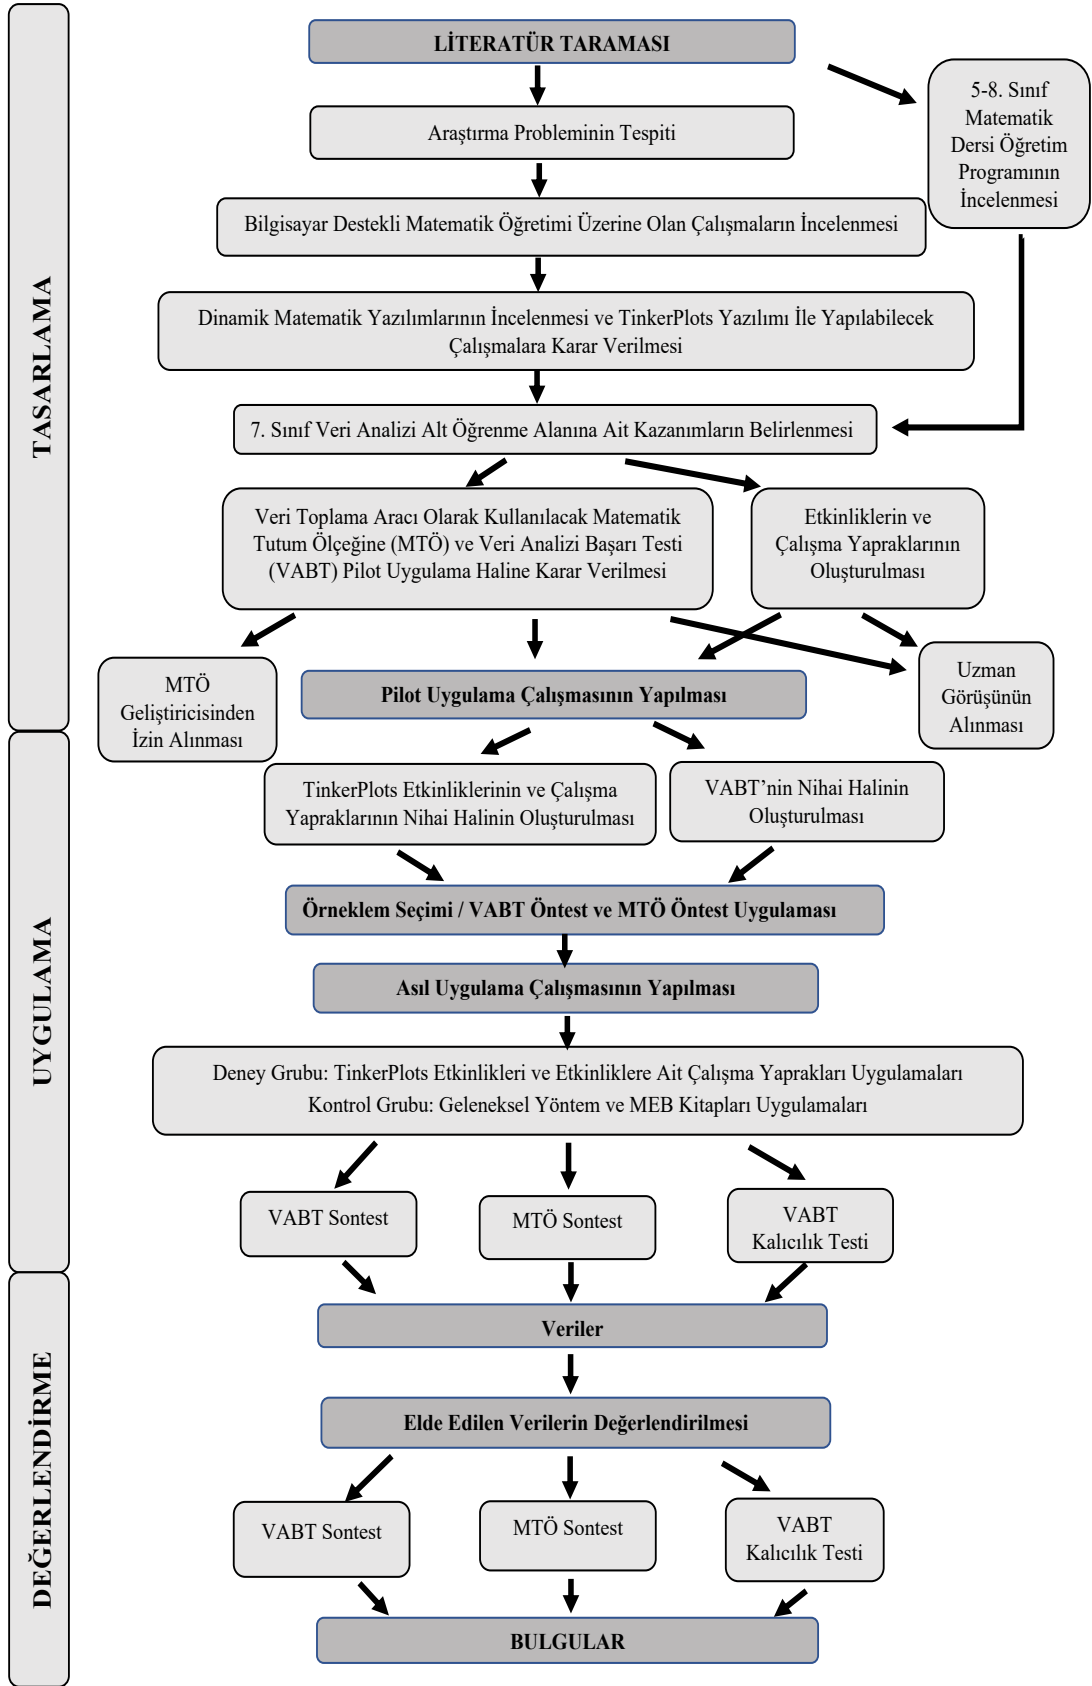 TASARLAMA
LİTERATÜR TARAMASI
5-8. Sınıf
Matematik
Dersi Öğretim
Programının
İncelenmesi
Araştırma Probleminin Tespiti
Bilgisayar Destekli Matematik Öğretimi Üzerine Olan Çalışmaların İncelenmesi
Dinamik Matematik Yazılımlarının İncelenmesi ve TinkerPlots Yazılımı İle Yapılabilecek
Çalışmalara Karar Verilmesi
7. Sınıf Veri Analizi Alt Öğrenme Alanına Ait Kazanımların Belirlenmesi
Veri Toplama Aracı Olarak Kullanılacak Matematik
Tutum Ölçeğine (MTÖ) ve Veri Analizi Başarı Testi
(VABT) Pilot Uygulama Haline Karar Verilmesi
Etkinliklerin ve
Çalışma Yapraklarının
Oluşturulması
MTÖ
Geliştiricisinden
İzin Alınması
Pilot Uygulama Çalışmasının Yapılması
Uzman
Görüşünün
Alınması
UYGULAMA
TinkerPlots Etkinliklerinin ve Çalışma
Yapraklarının Nihai Halinin Oluşturulması
VABT’nin Nihai Halinin
Oluşturulması
Örneklem Seçimi / VABT Öntest ve MTÖ Öntest Uygulaması
Asıl Uygulama Çalışmasının Yapılması
Deney Grubu: TinkerPlots Etkinlikleri ve Etkinliklere Ait Çalışma Yaprakları Uygulamaları
Kontrol Grubu: Geleneksel Yöntem ve MEB Kitapları Uygulamaları
VABT Sontest
MTÖ Sontest
VABT
Kalıcılık Testi
DEĞERLENDİRME
Veriler
Elde Edilen Verilerin Değerlendirilmesi
VABT Sontest
MTÖ Sontest
VABT
Kalıcılık Testi
BULGULAR